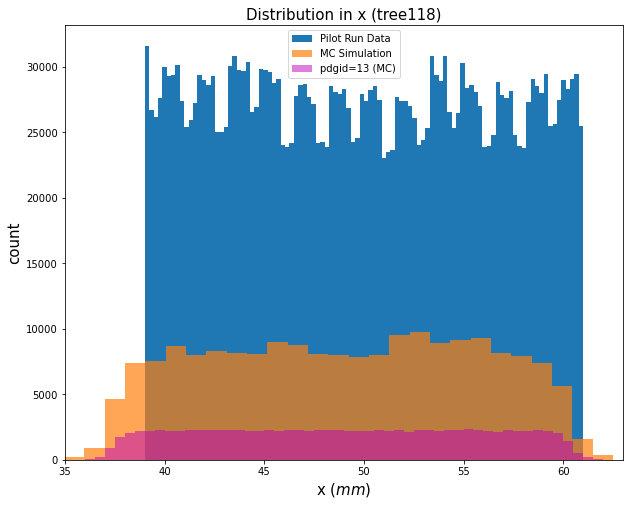 Distribution in x (tree118)
Pilot Run Data
MC Simulation
pdgid=13 (MC)
count
30000
25000
20000
15000
10000
5000
0
35 40 45 50 55 60
x (mm)